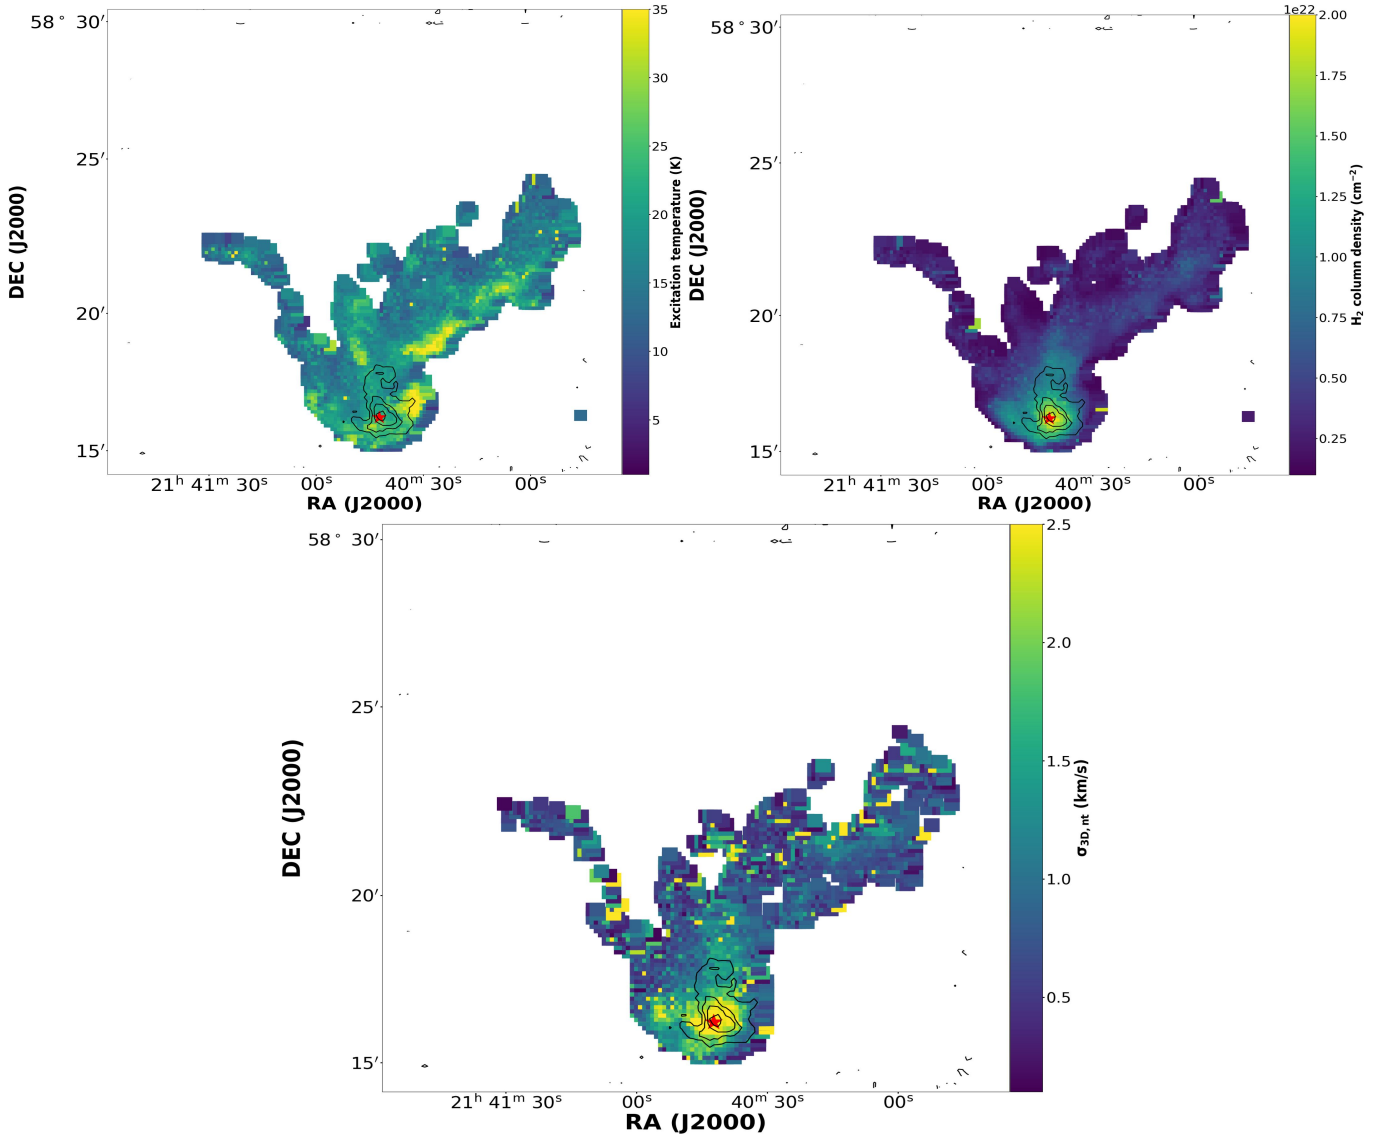 58° 30′
25′
20′
15′
DEC (J2000)
21ʰ 41ᵐ 30ˢ 00ˢ 40ᵐ 30ˢ 00ˢ
RA (J2000)
35
30
25
20
15
10
5
Excitation temperature (K)
58° 30′
25′
20′
15′
DEC (J2000)
21ʰ 41ᵐ 30ˢ 00ˢ 40ᵐ 30ˢ 00ˢ
RA (J2000)
1e22
2.00
1.75
1.50
1.25
1.00
0.75
0.50
0.25
H₂ column density (cm⁻²)
58° 30′
25′
20′
15′
DEC (J2000)
21ʰ 41ᵐ 30ˢ 00ˢ 40ᵐ 30ˢ 00ˢ
RA (J2000)
2.5
2.0
1.5
1.0
0.5
σ3D, nt (km/s)